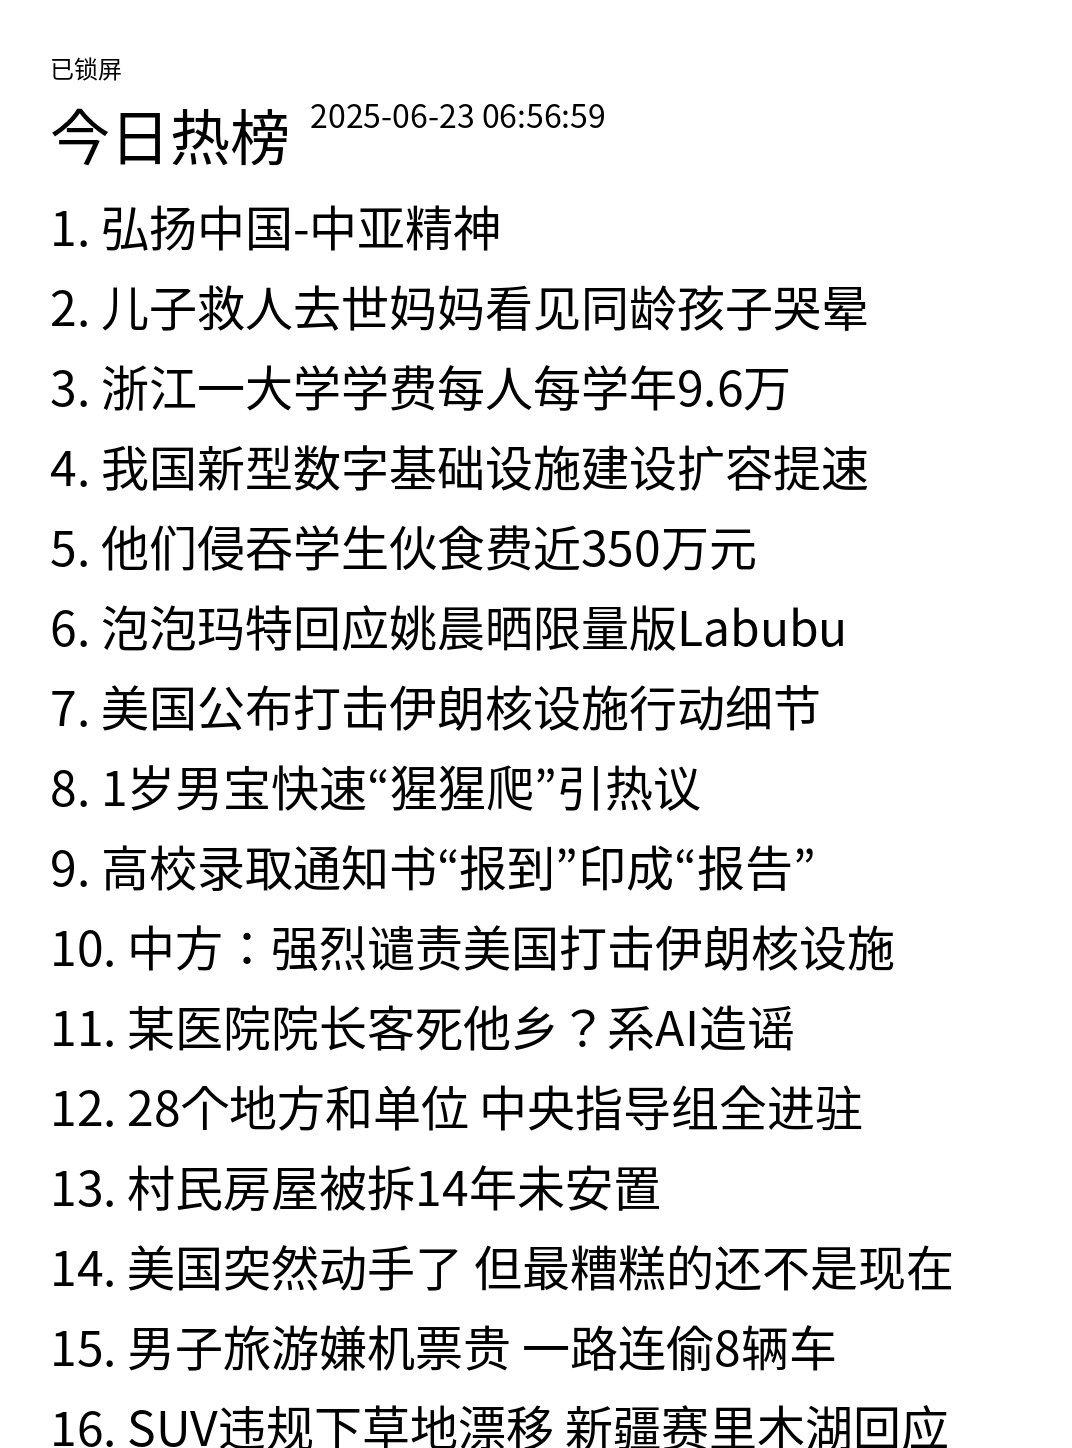 已锁屏
今日热榜 2025-06-23 06:56:59
1. 弘扬中国-中亚精神
2. 儿子救人去世妈妈看见同龄孩子哭晕
3. 浙江一大学学费每人每学年9.6万
4. 我国新型数字基础设施建设扩容提速
5. 他们侵吞学生伙食费近350万元
6. 泡泡玛特回应姚晨晒限量版Labubu
7. 美国公布打击伊朗核设施行动细节
8. 1岁男宝快速“猩猩爬”引热议
9. 高校录取通知书“报到”印成“报告”
10. 中方：强烈谴责美国打击伊朗核设施
11. 某医院院长客死他乡？系AI造谣
12. 28个地方和单位 中央指导组全进驻
13. 村民房屋被拆14年未安置
14. 美国突然动手了 但最糟糕的还不是现在
15. 男子旅游嫌机票贵 一路连偷8辆车
16. SUV违规下草地漂移 新疆赛里木湖回应